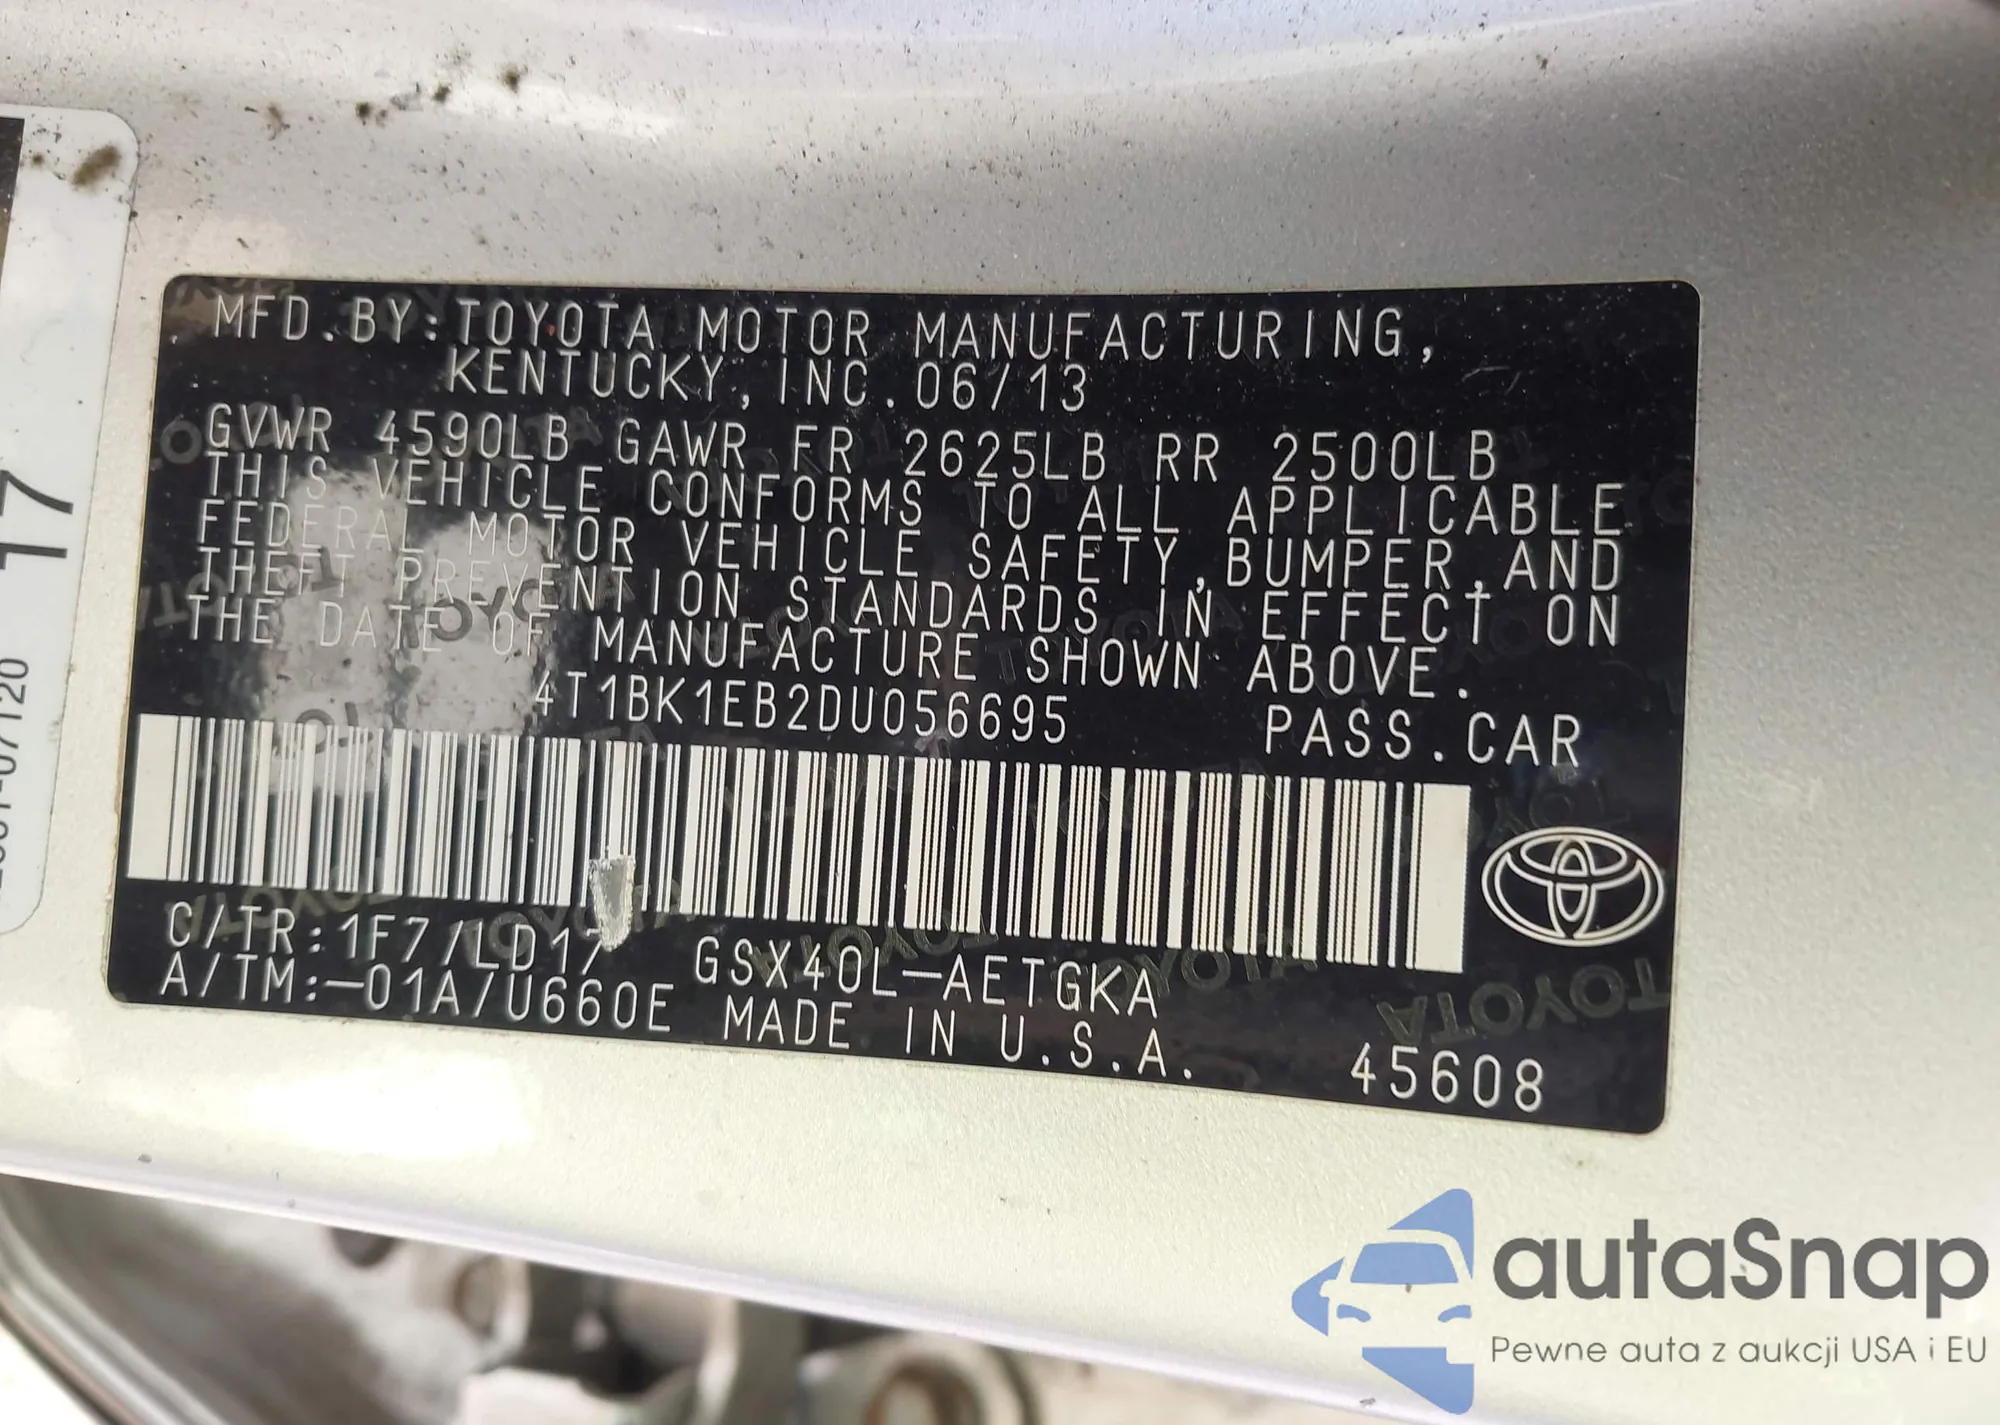 MFD.BY:TOYOTA MOTOR MANUFACTURING,
KENTUCKY, INC. 06/13
GVWR 4590LB GAWR FR 2625LB RR 2500LB
THIS VEHICLE CONFORMS TO ALL APPLICABLE
FEDERAL MOTOR VEHICLE SAFETY, BUMPER, AND
THEFT PREVENTION STANDARDS IN EFFECT ON
THE DATE OF MANUFACTURE SHOWN ABOVE.
4T1BK1EB2DU056695 PASS.CAR
C/TR:1F7/LD17 GSX40L-AETGKA
A/TM:-01A/U660E MADE IN U.S.A. 45608
TOYOTA
17
autaSnap
Pewne auta z aukcji USA i EU